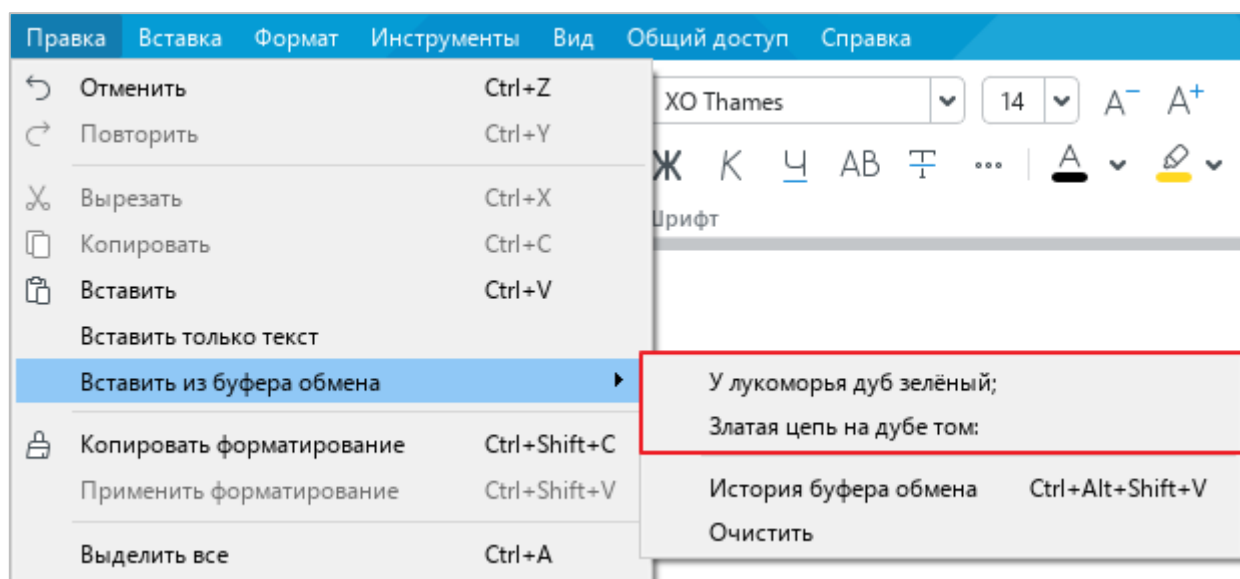 Правка Вставка Формат Инструменты Вид Общий доступ Справка
Отменить Ctrl+Z
Повторить Ctrl+Y
Вырезать Ctrl+X
Копировать Ctrl+C
Вставить Ctrl+V
Вставить только текст
Вставить из буфера обмена
Копировать форматирование Ctrl+Shift+C
Применить форматирование Ctrl+Shift+V
Выделить все Ctrl+A
XO Thames 14 A− A+
Ж К Ч АВ Т ... А
Шрифт
У лукоморья дуб зелёный;
Златая цепь на дубе том:
История буфера обмена Ctrl+Alt+Shift+V
Очистить